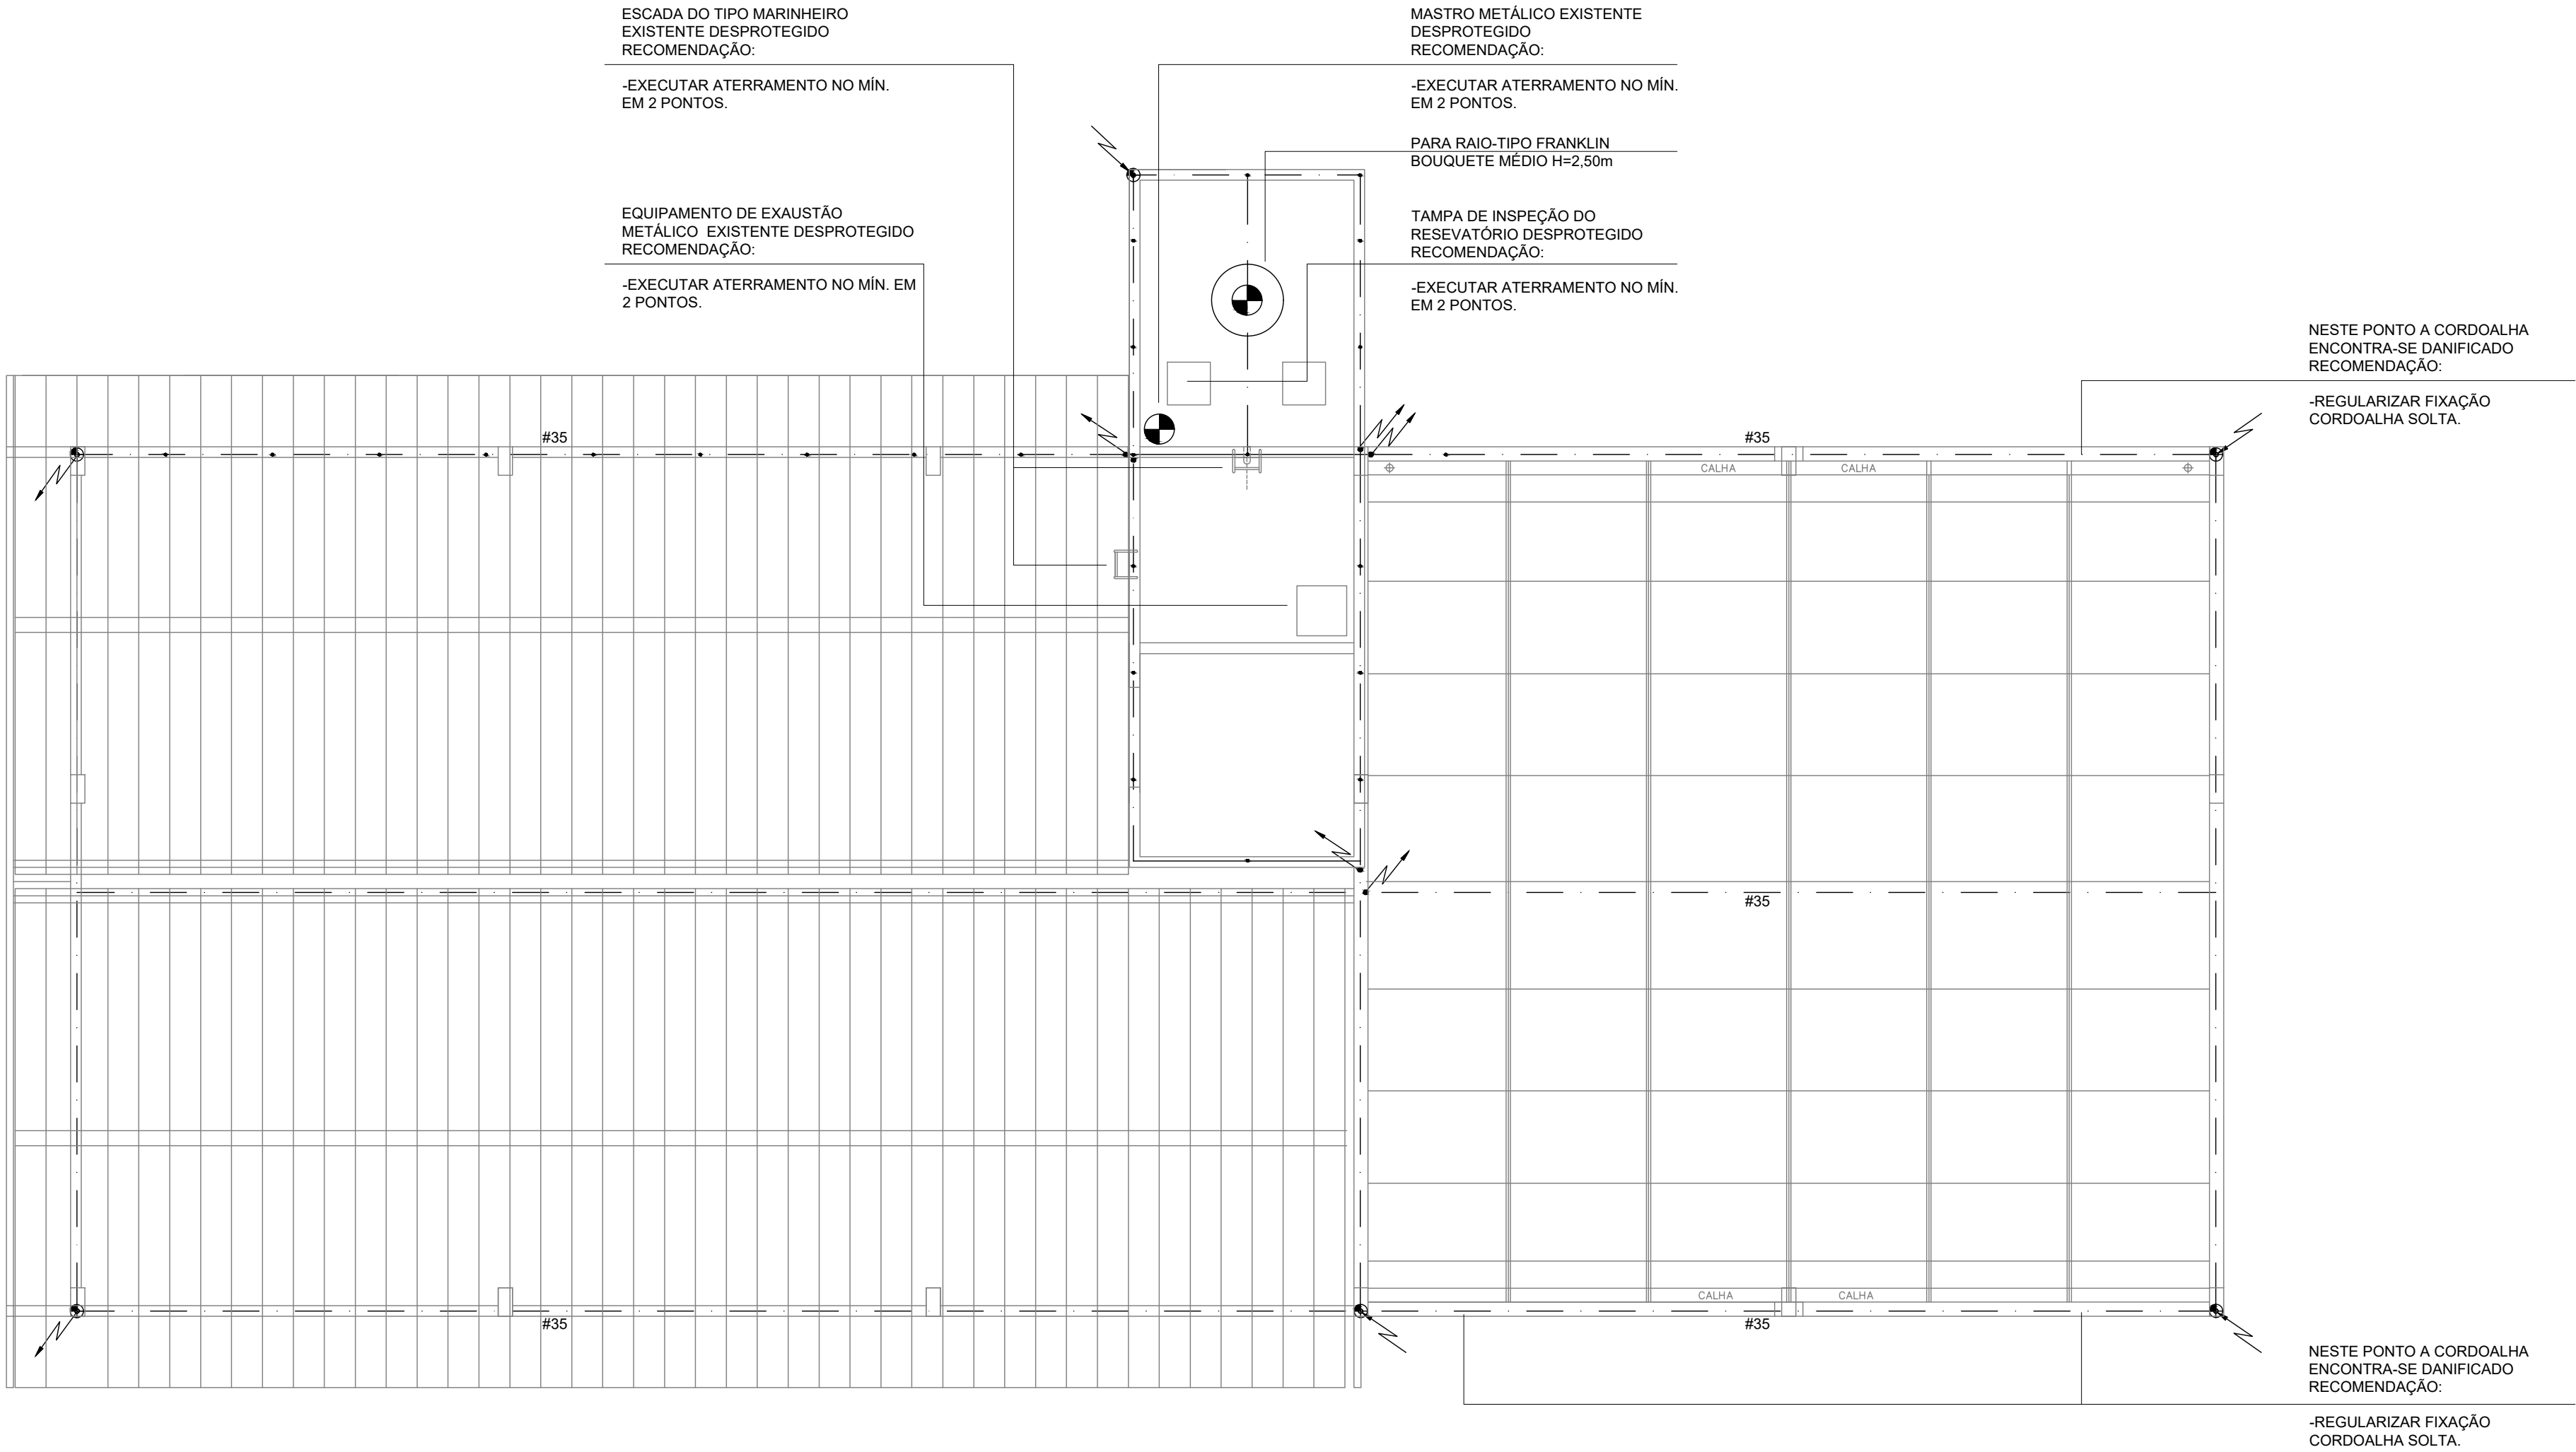 ESCADA DO TIPO MARINHEIRO
EXISTENTE DESPROTEGIDO
RECOMENDAÇÃO:
-EXECUTAR ATERRAMENTO NO MÍN.
EM 2 PONTOS.
MASTRO METÁLICO EXISTENTE
DESPROTEGIDO
RECOMENDAÇÃO:
-EXECUTAR ATERRAMENTO NO MÍN.
EM 2 PONTOS.
PARA RAIO-TIPO FRANKLIN
BOUQUETE MÉDIO H=2,50m
EQUIPAMENTO DE EXAUSTÃO
METÁLICO  EXISTENTE DESPROTEGIDO
RECOMENDAÇÃO:
-EXECUTAR ATERRAMENTO NO MÍN. EM
2 PONTOS.
TAMPA DE INSPEÇÃO DO
RESEVATÓRIO DESPROTEGIDO
RECOMENDAÇÃO:
-EXECUTAR ATERRAMENTO NO MÍN.
EM 2 PONTOS.
NESTE PONTO A CORDOALHA
ENCONTRA-SE DANIFICADO
RECOMENDAÇÃO:
-REGULARIZAR FIXAÇÃO
CORDOALHA SOLTA.
#35
#35
CALHA
CALHA
#35
CALHA
CALHA
#35
#35
NESTE PONTO A CORDOALHA
ENCONTRA-SE DANIFICADO
RECOMENDAÇÃO:
-REGULARIZAR FIXAÇÃO
CORDOALHA SOLTA.